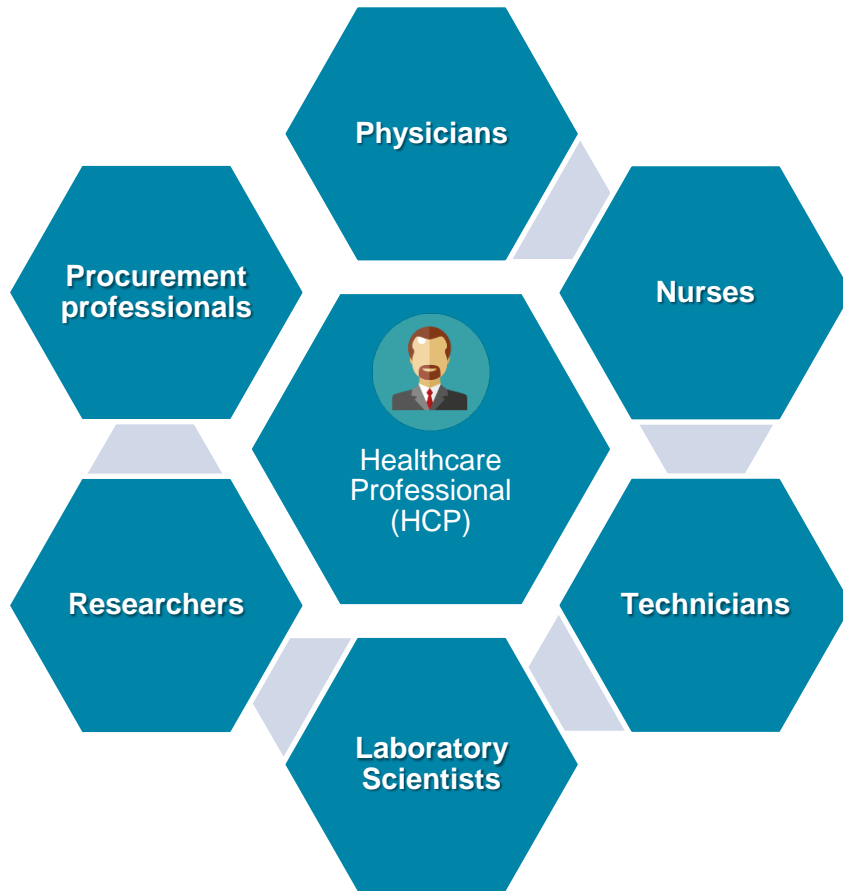 Physicians
Procurement
professionals
Nurses
Healthcare
Professional
(HCP)
Researchers
Technicians
Laboratory
Scientists